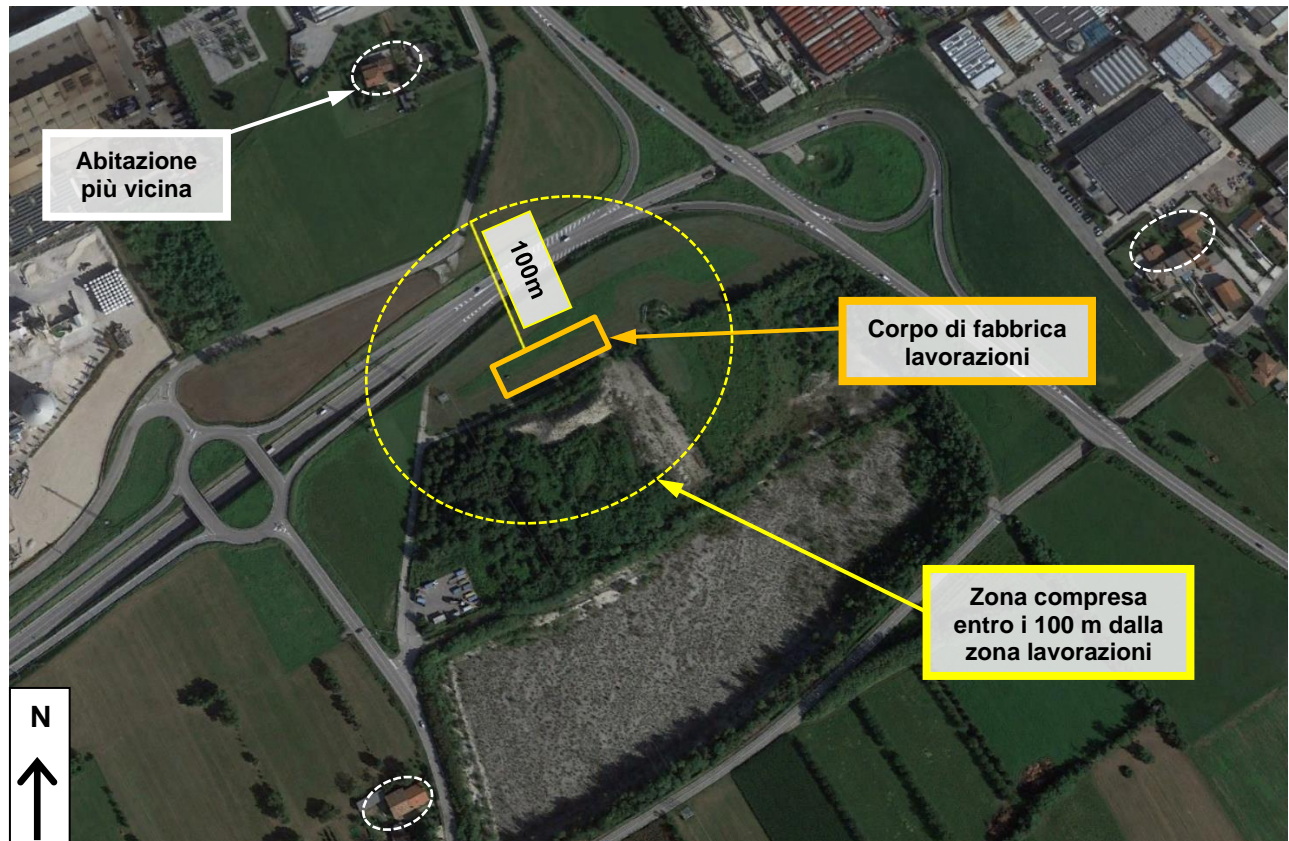 Abitazione
più vicina
100m
Corpo di fabbrica
lavorazioni
Zona compresa
entro i 100 m dalla
zona lavorazioni
N